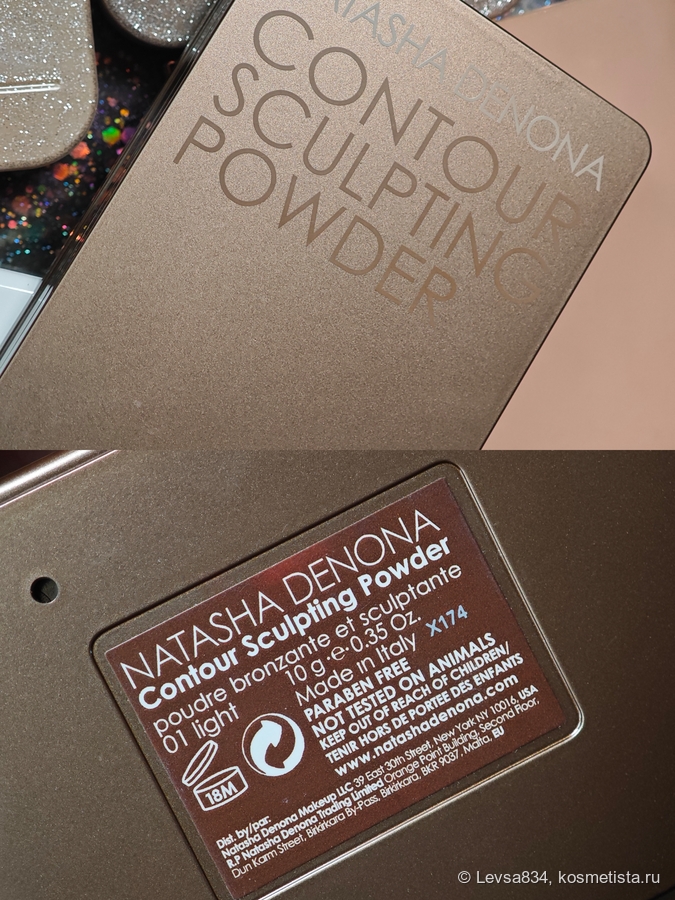 NATASHA DENONA
CONTOUR
SCULPTING
POWDER
NATASHA DENONA
Contour Sculpting Powder
poudre bronzante et sculptante
01 light
10 g.e-0.35 Oz.
Made in Italy
X174
PARABEN FREE
NOT TESTED ON ANIMALS
KEEP OUT OF REACH OF CHILDREN/
TENIR HORS DE PORTEE DES ENFANTS
www.natashadenona.com
18M
Dist. by/par:
Natasha Denona Makeup LLC 39 East 30th Street, New York NY 10016, USA
R.P Natasha Denona Trading Limited Orange Point Building, Second Floor,
Dun Karm Street, Birkirkara By-Pass, Birkirkara, BKR 9037, Malta, EU
© Levsa834, kosmetista.ru